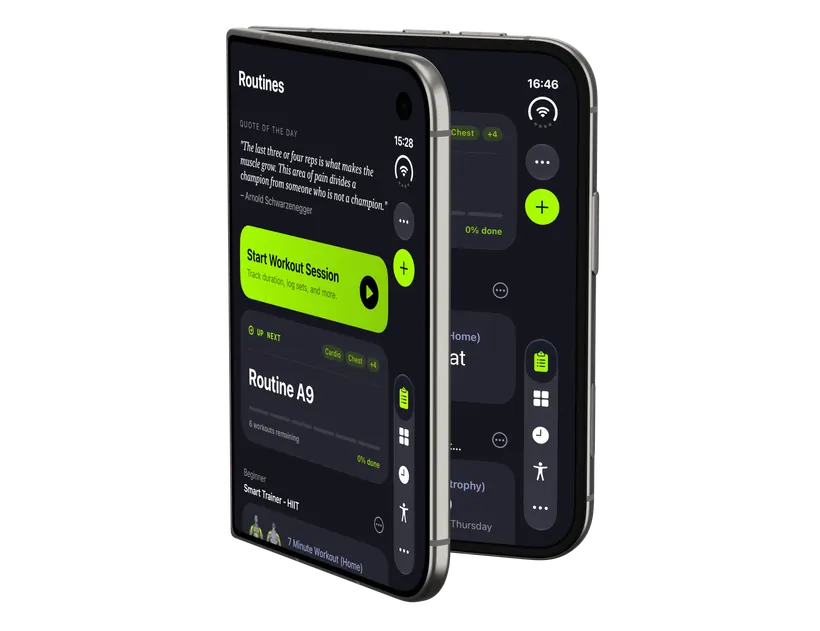 Routines
15:28
QUOTE OF THE DAY
"The last three or four reps is what makes the
muscle grow. This area of pain divides a
champion from someone who is not a champion."
– Arnold Schwarzenegger
Start Workout Session
Track duration, log sets, and more.
UP NEXT
Cardio Chest +4
Routine A9
6 workouts remaining
0% done
Beginner
Smart Trainer - HIIT
7 Minute Workout (Home)
16:46
Chest +4
0% done
Home)
at
trophy)
Thursday